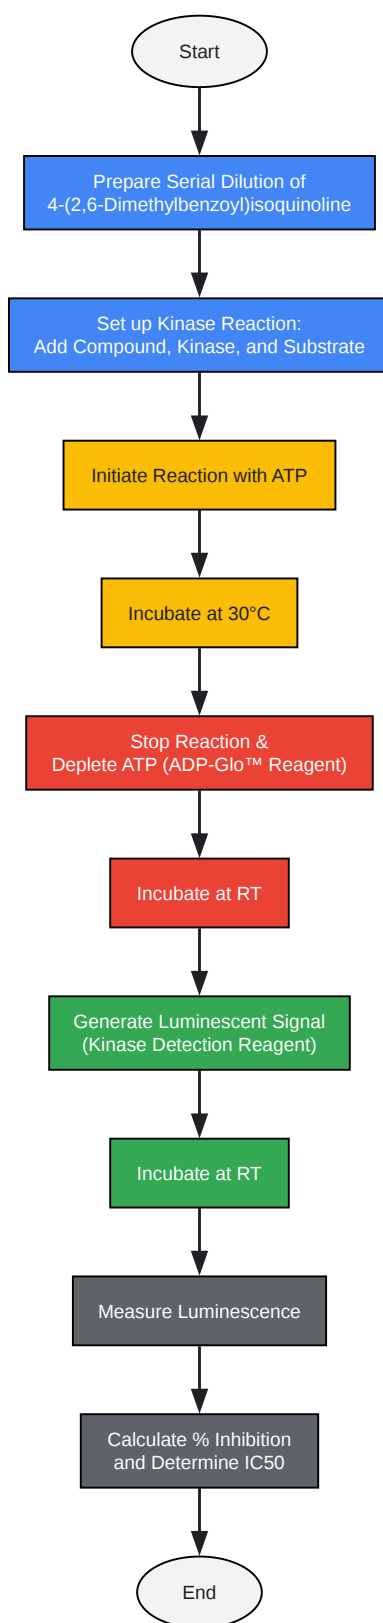 Start
Prepare Serial Dilution of
4-(2,6-Dimethylbenzoyl)isoquinoline
Set up Kinase Reaction:
Add Compound, Kinase, and Substrate
Initiate Reaction with ATP
Incubate at 30°C
Stop Reaction &
Deplete ATP (ADP-Glo™ Reagent)
Incubate at RT
Generate Luminescent Signal
(Kinase Detection Reagent)
Incubate at RT
Measure Luminescence
Calculate % Inhibition
and Determine IC50
End